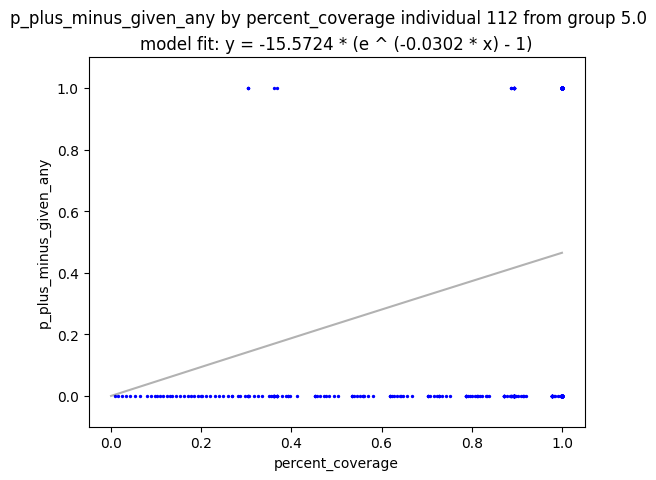 p_plus_minus_given_any by percent_coverage individual 112 from group 5.0
model fit: y = -15.5724 * (e ^ (-0.0302 * x) - 1)
1.0
0.8
0.6
0.4
0.2
0.0
p_plus_minus_given_any
0.0 0.2 0.4 0.6 0.8 1.0
percent_coverage